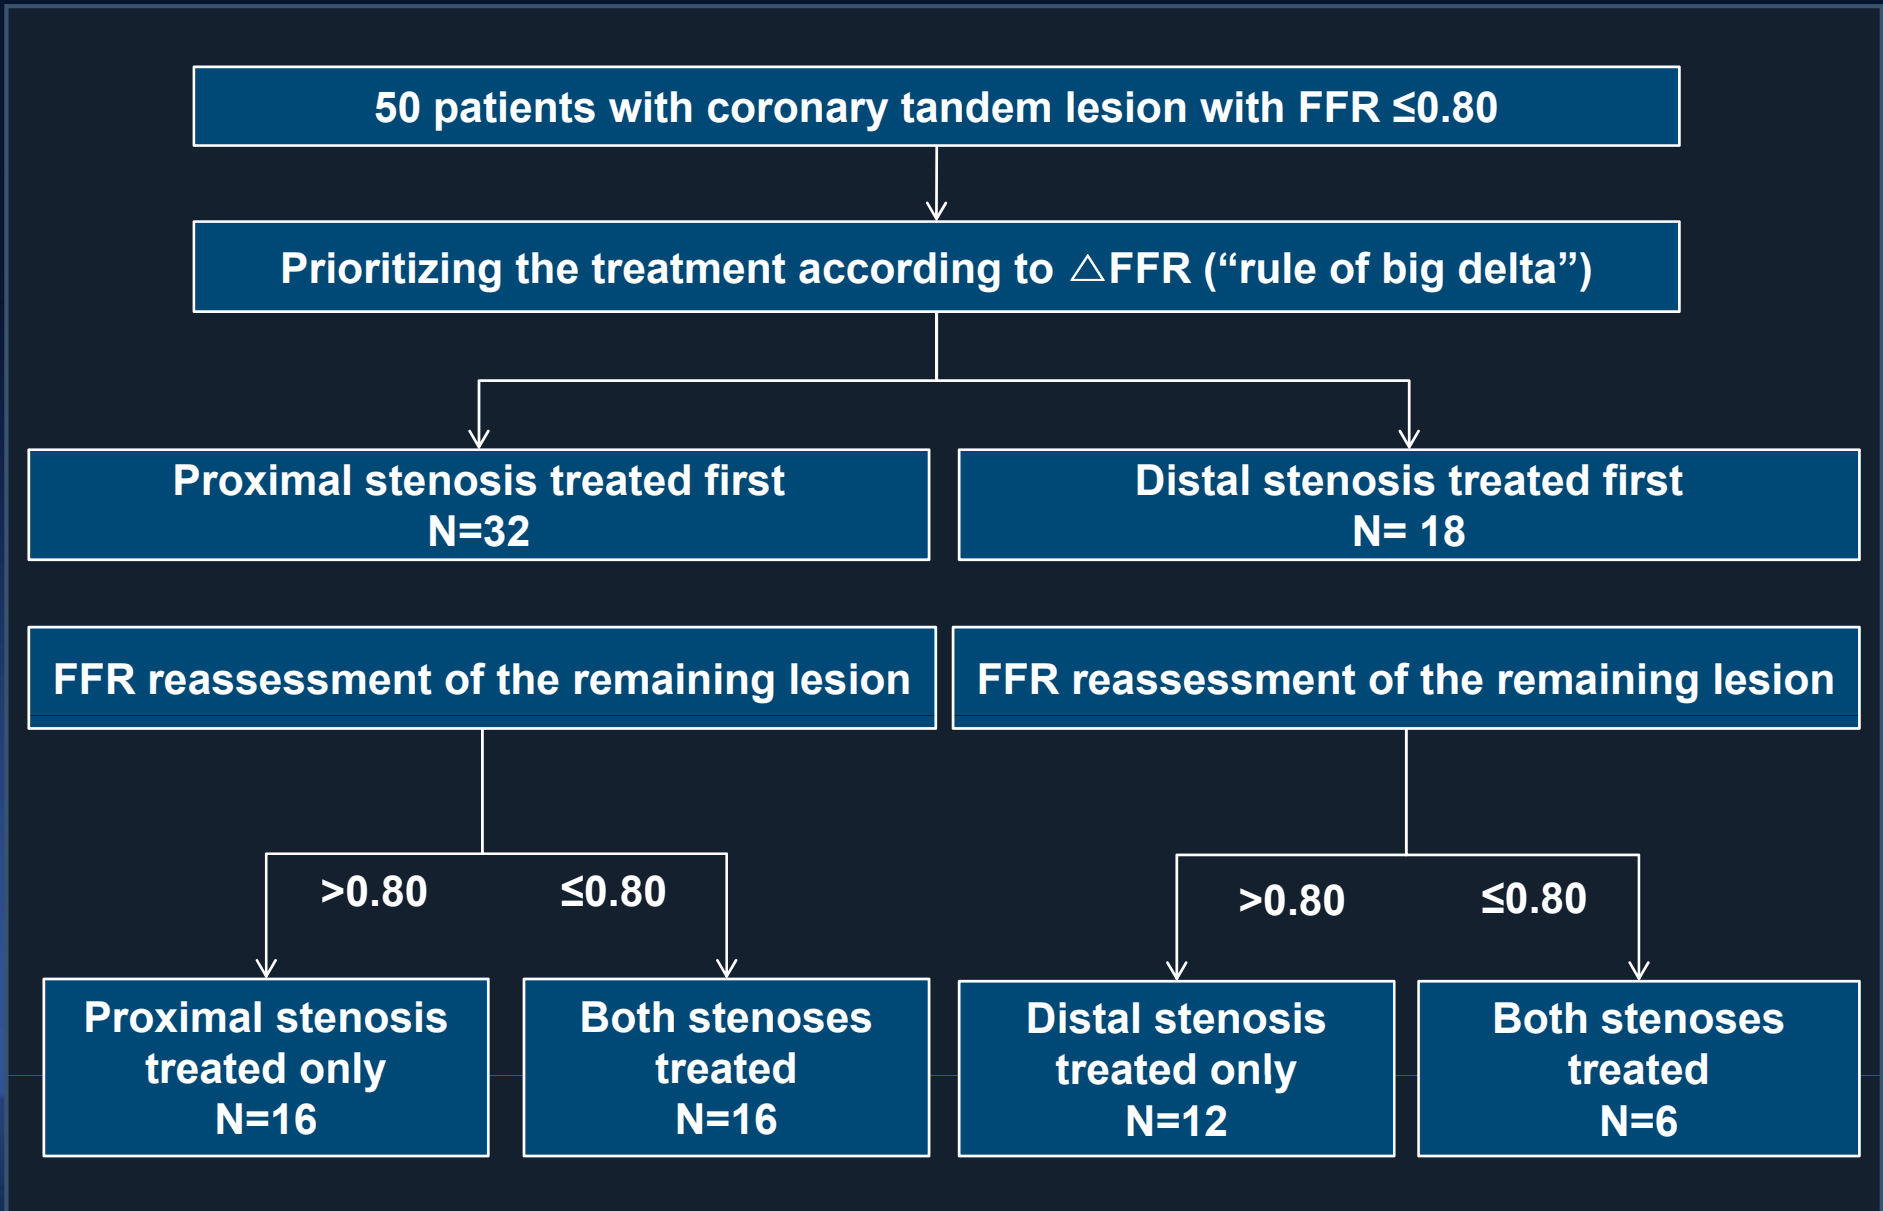 50 patients with coronary tandem lesion with FFR ≤0.80
Prioritizing the treatment according to △FFR (“rule of big delta”)
Proximal stenosis treated first
N=32
Distal stenosis treated first
N= 18
FFR reassessment of the remaining lesion
FFR reassessment of the remaining lesion
>0.80
≤0.80
>0.80
≤0.80
Proximal stenosis
treated only
N=16
Both stenoses
treated
N=16
Distal stenosis
treated only
N=12
Both stenoses
treated
N=6